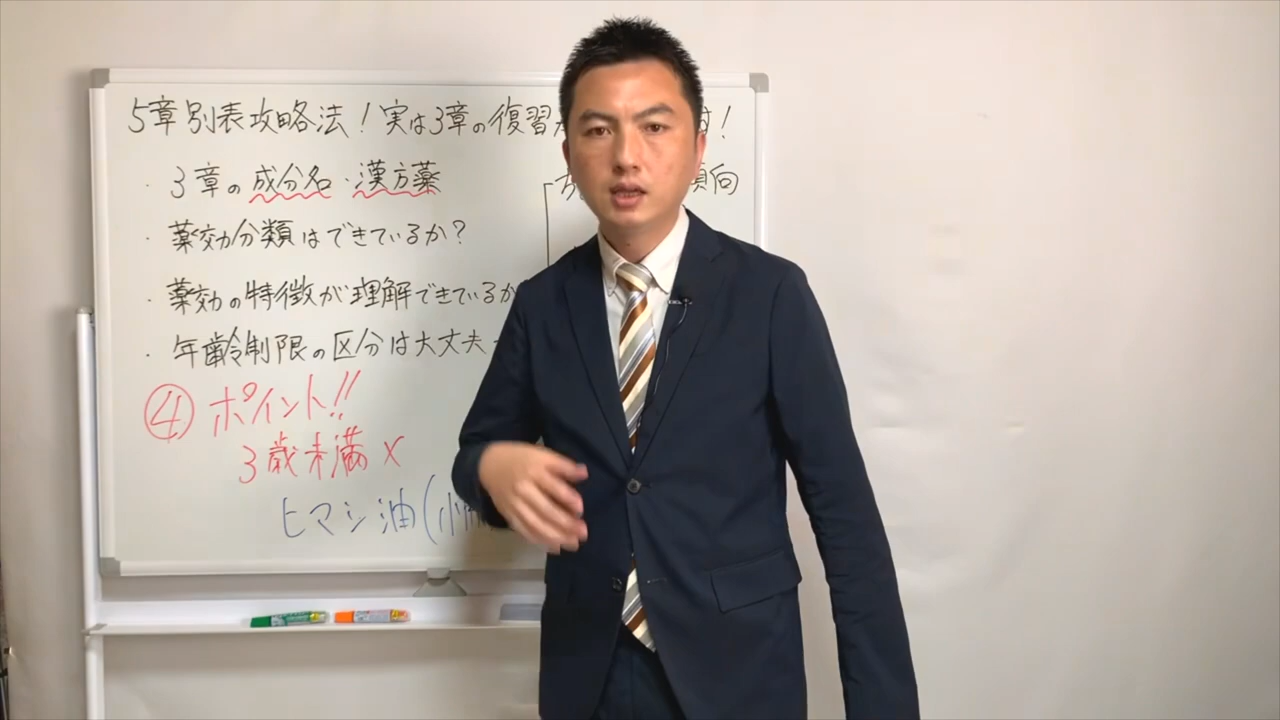 5章別表攻略法!実は3章の復習 !
・3章の成分名・漢方薬
・薬効分類はできているか?
・薬効の特徴が理解できているか
・年齢制限の区分は大丈夫
④ ポイント!!
3歳未満×
ヒマシ油(
向